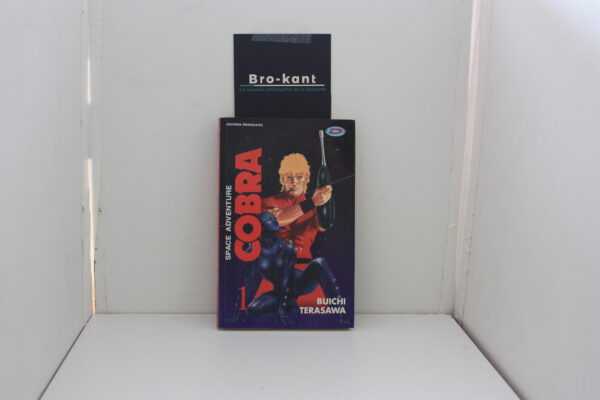 Bro-kant
SPACE ADVENTURE
COBRA
1
BUICHI
TERASAWA